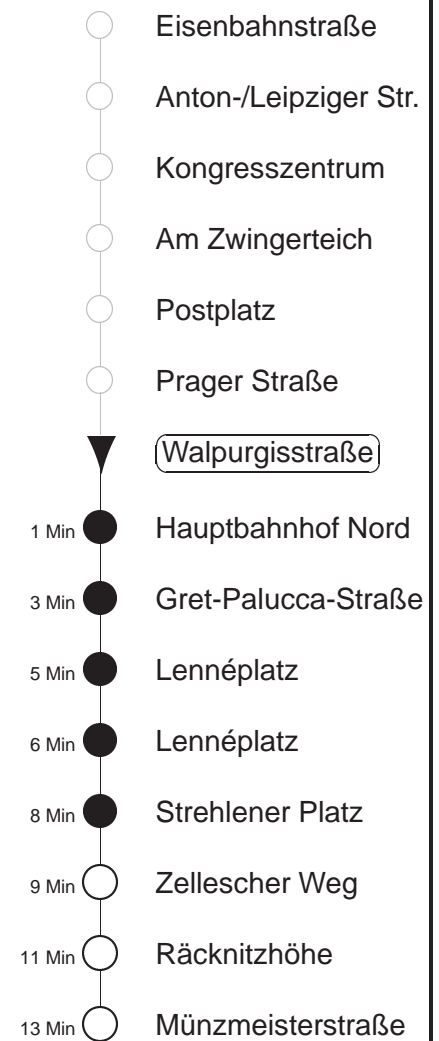 Eisenbahnstraße
Anton-/Leipziger Str.
Kongresszentrum
Am Zwingerteich
Postplatz
Prager Straße
Walpurgisstraße
1 Min Hauptbahnhof Nord
3 Min Gret-Palucca-Straße
5 Min Lennéplatz
6 Min Lennéplatz
8 Min Strehlener Platz
9 Min Zellescher Weg
11 Min Räcknitzhöhe
13 Min Münzmeisterstraße